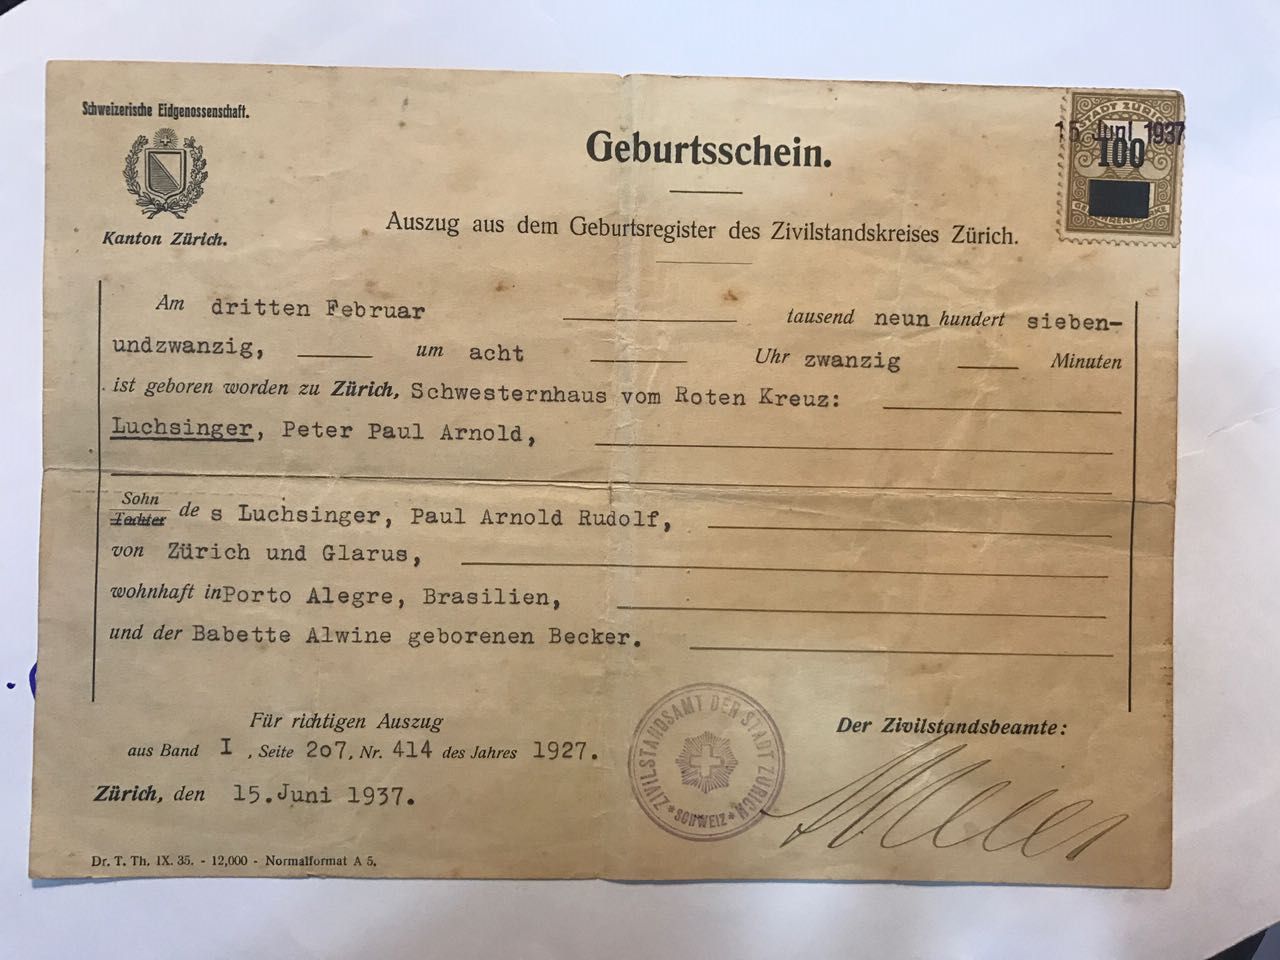 Schweizerische Eidgenossenschaft.
Kanton Zürich.
Geburtsschein.
STADT ZÜRICH
15. Juni 1937
100
GEBÜHRENMARKE
Auszug aus dem Geburtsregister des Zivilstandskreises Zürich.
Am dritten Februar tausend neun hundert sieben-
undzwanzig, um acht Uhr zwanzig Minuten
ist geboren worden zu Zürich, Schwesternhaus vom Roten Kreuz:
Luchsinger, Peter Paul Arnold,
Sohn
Tochter de s Luchsinger, Paul Arnold Rudolf,
von Zürich und Glarus,
wohnhaft in Porto Alegre, Brasilien,
und der Babette Alwine geborenen Becker.
Für richtigen Auszug
aus Band I, Seite 207, Nr. 414 des Jahres 1927.
Zürich, den 15. Juni 1937.
ZIVILSTANDSAMT DER STADT ZÜRICH
* SCHWEIZ *
Der Zivilstandsbeamte:
Meier
Dr. T. Th. IX. 35. - 12,000 - Normalformat A 5.